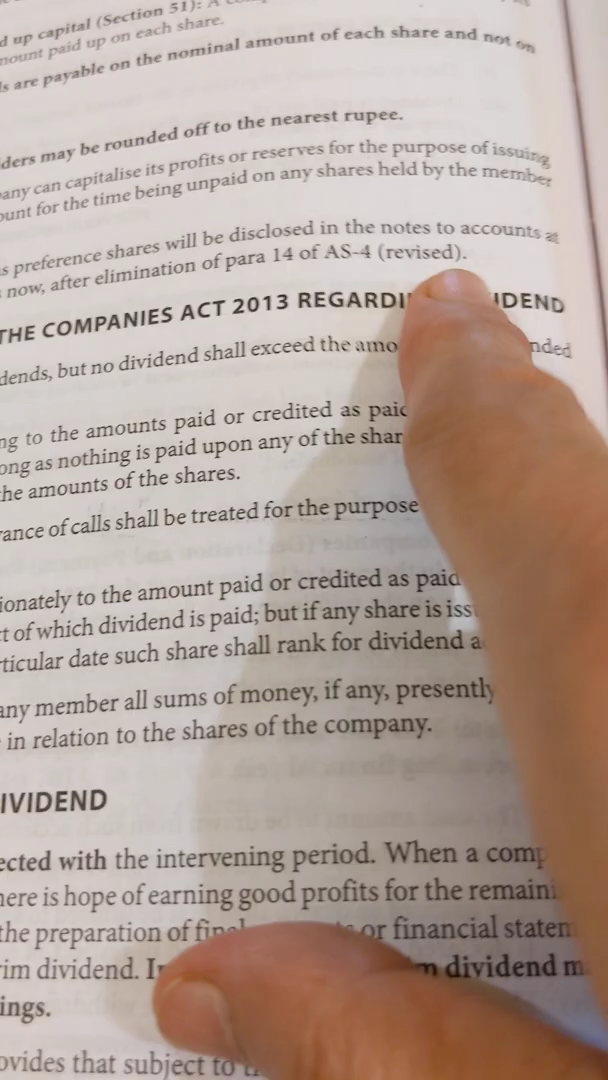 d up capital (Section 51): A
mount paid up on each share.
ls are payable on the nominal amount of each share and not on
ders may be rounded off to the nearest rupee.
any can capitalise its profits or reserves for the purpose of issuing
ount for the time being unpaid on any shares held by the member
s preference shares will be disclosed in the notes to accounts at
now, after elimination of para 14 of AS-4 (revised).
THE COMPANIES ACT 2013 REGARDI IDEND
dends, but no dividend shall exceed the amo nded
ng to the amounts paid or credited as paid
ong as nothing is paid upon any of the shar
he amounts of the shares.
vance of calls shall be treated for the purpose
ionately to the amount paid or credited as paid
ct of which dividend is paid; but if any share is iss
ticular date such share shall rank for dividend a
any member all sums of money, if any, presently
in relation to the shares of the company.
IVIDEND
ected with the intervening period. When a comp
here is hope of earning good profits for the remaini
the preparation of final or financial statem
rim dividend. In m dividend m
ings.
ovides that subject to